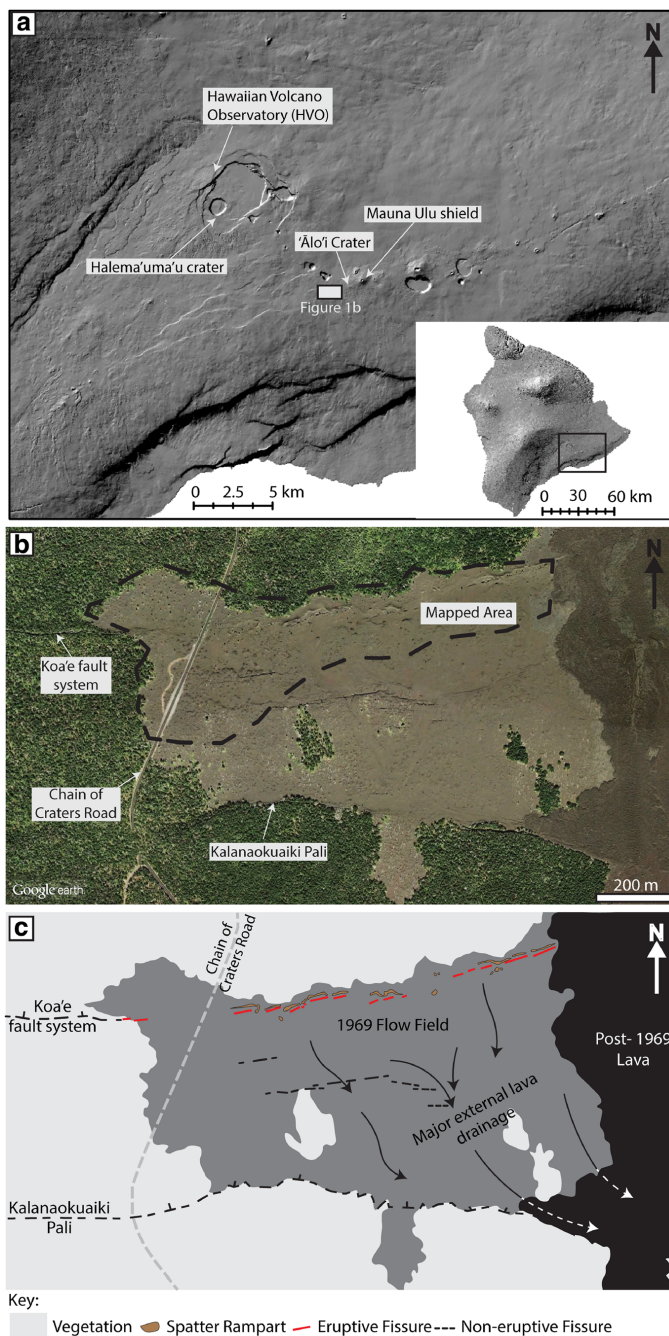 a
N
Hawaiian Volcano
Observatory (HVO)
Mauna Ulu shield
'Ālo'i Crater
Halema'uma'u crater
Figure 1b
0 2.5 5 km
0 30 60 km
b
N
Mapped Area
Koa'e fault
system
Chain of
Craters Road
Kalanaokuaiki Pali
Google earth
200 m
c
N
Chain of
Craters Road
Koa'e
fault system
1969 Flow Field
Post- 1969
Lava
Major external lava
drainage
Kalanaokuaiki
Pali
Key:
Vegetation Spatter Rampart Eruptive Fissure Non-eruptive Fissure